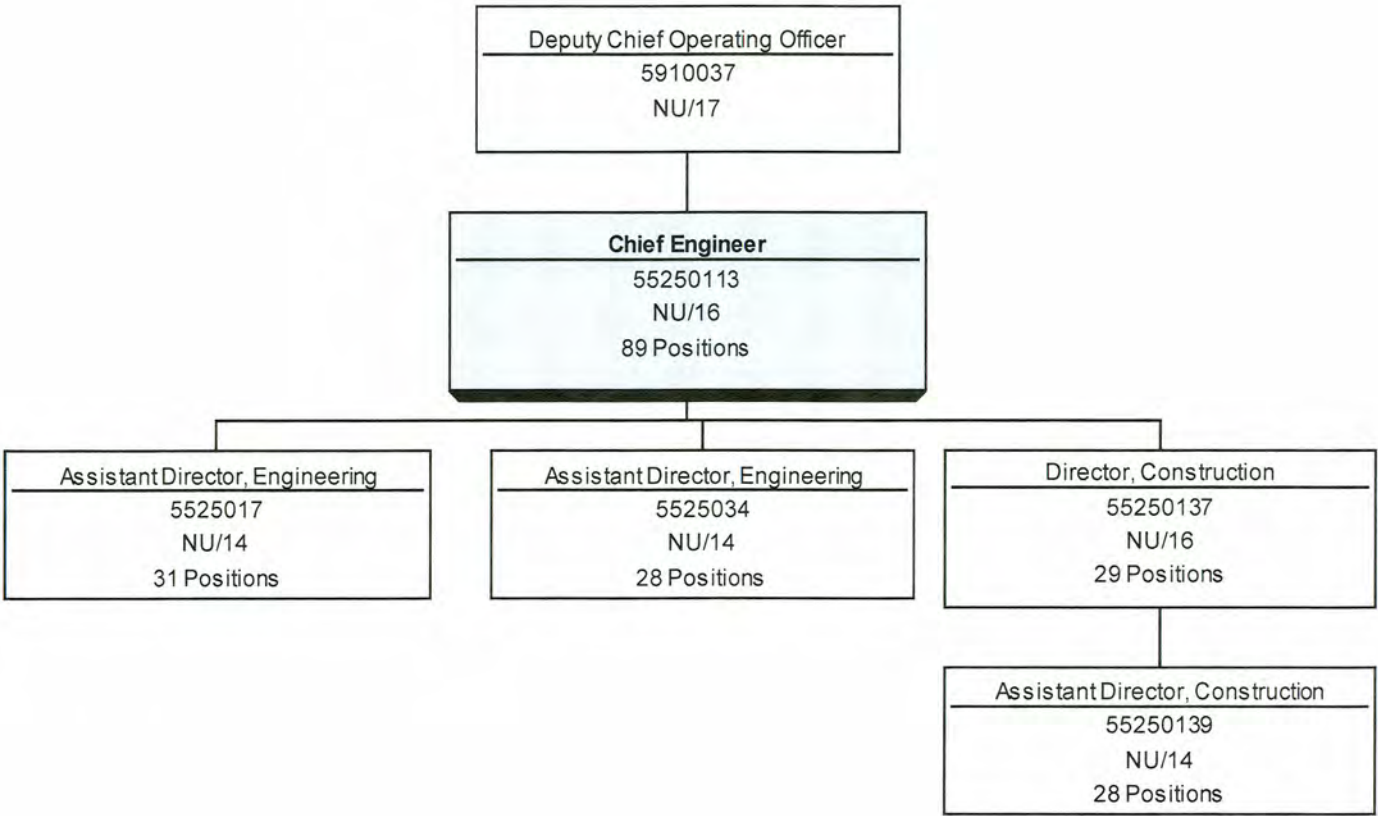 Deputy Chief Operating Officer
5910037
NU/17
Chief Engineer
55250113
NU/16
89 Positions
Assistant Director, Engineering
5525017
NU/14
31 Positions
Assistant Director, Engineering
5525034
NU/14
28 Positions
Director, Construction
55250137
NU/16
29 Positions
Assistant Director, Construction
55250139
NU/14
28 Positions